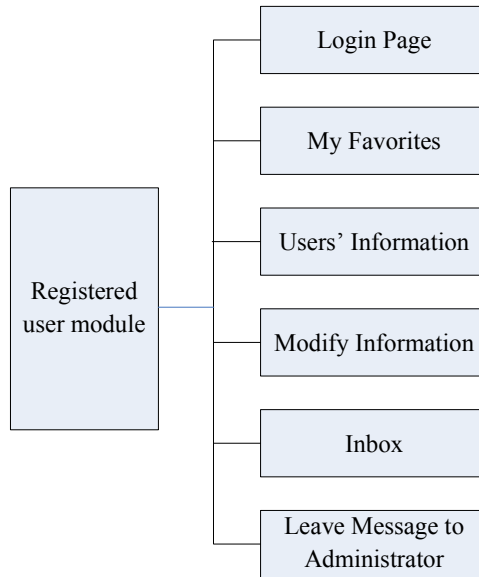 Login Page
My Favorites
Users’ Information
Registered
user module
Modify Information
Inbox
Leave Message to
Administrator